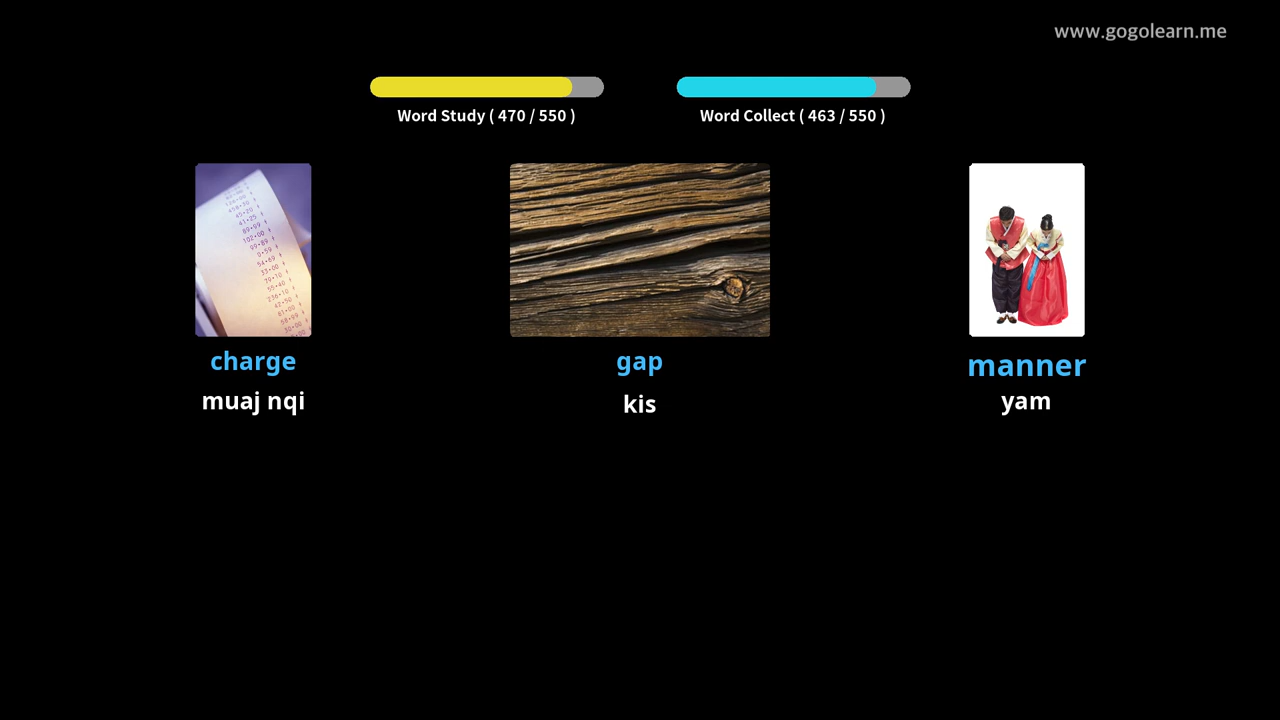 www.gogolearn.me
Word Study ( 470 / 550 )
Word Collect ( 463 / 550 )
charge
gap
manner
muaj nqi
kis
yam